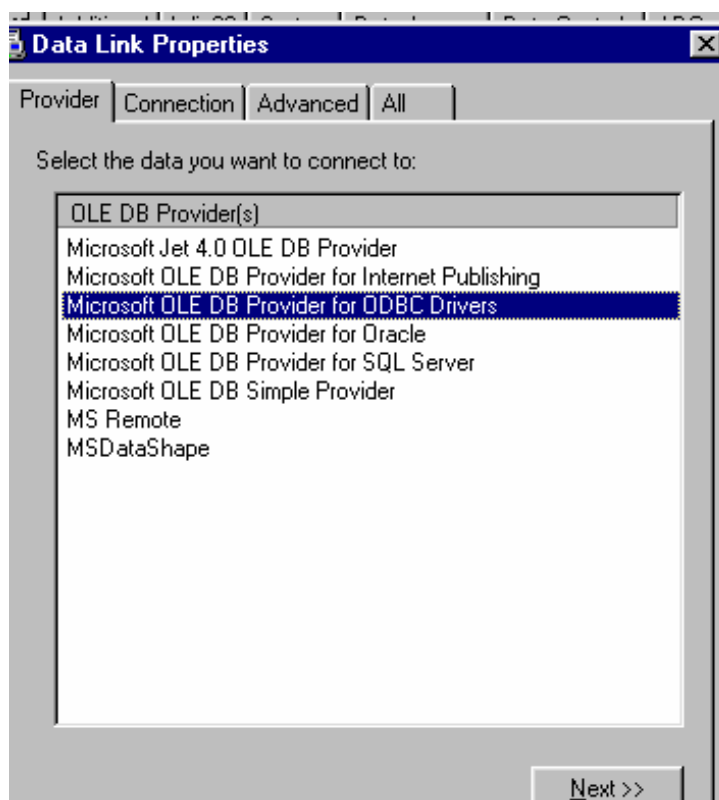 Data Link Properties
Provider Connection Advanced All
Select the data you want to connect to:
OLE DB Provider(s)
Microsoft Jet 4.0 OLE DB Provider
Microsoft OLE DB Provider for Internet Publishing
Microsoft OLE DB Provider for ODBC Drivers
Microsoft OLE DB Provider for Oracle
Microsoft OLE DB Provider for SQL Server
Microsoft OLE DB Simple Provider
MS Remote
MSDataShape
Next >>